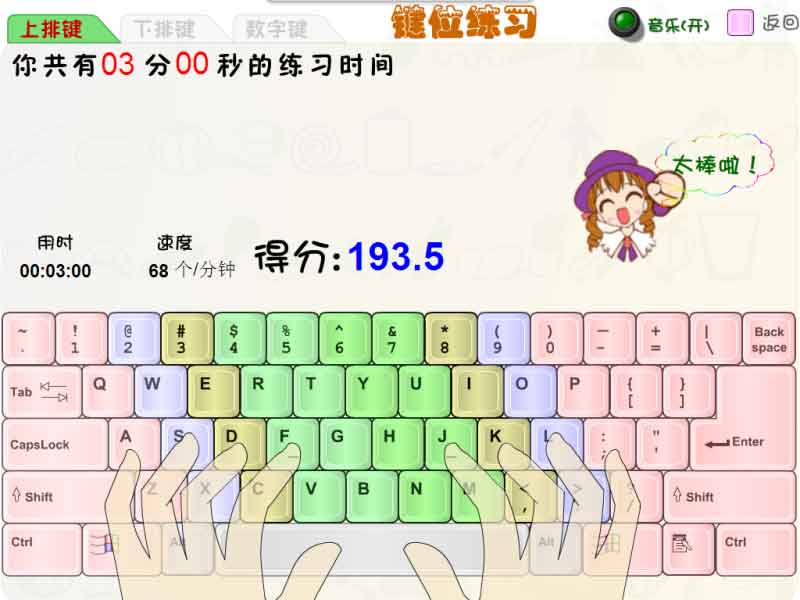 上排键 下排键 数字键 键位练习 音乐(开) 返回
你共有03分00秒的练习时间
太棒啦！
用时 速度 得分:193.5
00:03:00 68 个/分钟
~ ! @ # $ % ^ & * ( ) — + | Back
. 1 2 3 4 5 6 7 8 9 0 - = \ space
Tab Q W E R T Y U I O P { }
[ ]
CapsLock A S D F G H J K L : " Enter
; '
Shift Z X C V B N M < > ? Shift
, . /
Ctrl Alt Alt Ctrl